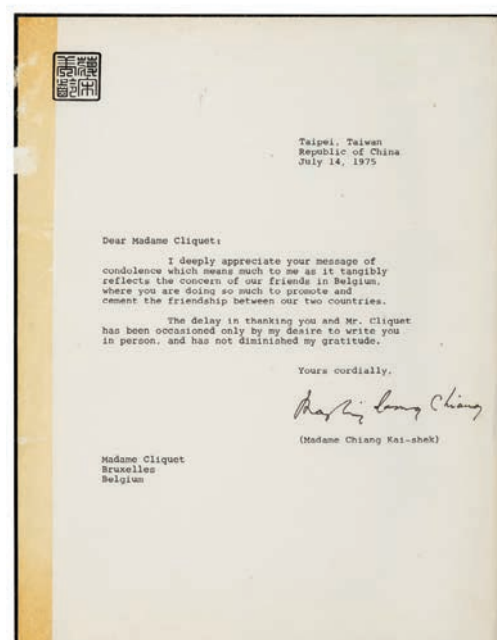 蔣宋
美齡
Taipei, Taiwan
Republic of China
July 14, 1975
Dear Madame Cliquet:
I deeply appreciate your message of
condolence which means much to me as it tangibly
reflects the concern of our friends in Belgium,
where you are doing so much to promote and
cement the friendship between our two countries.
The delay in thanking you and Mr. Cliquet
has been occasioned only by my desire to write you
in person, and has not diminished my gratitude.
Yours cordially,
Mayling Soong Chiang
(Madame Chiang Kai-shek)
Madame Cliquet
Bruxelles
Belgium